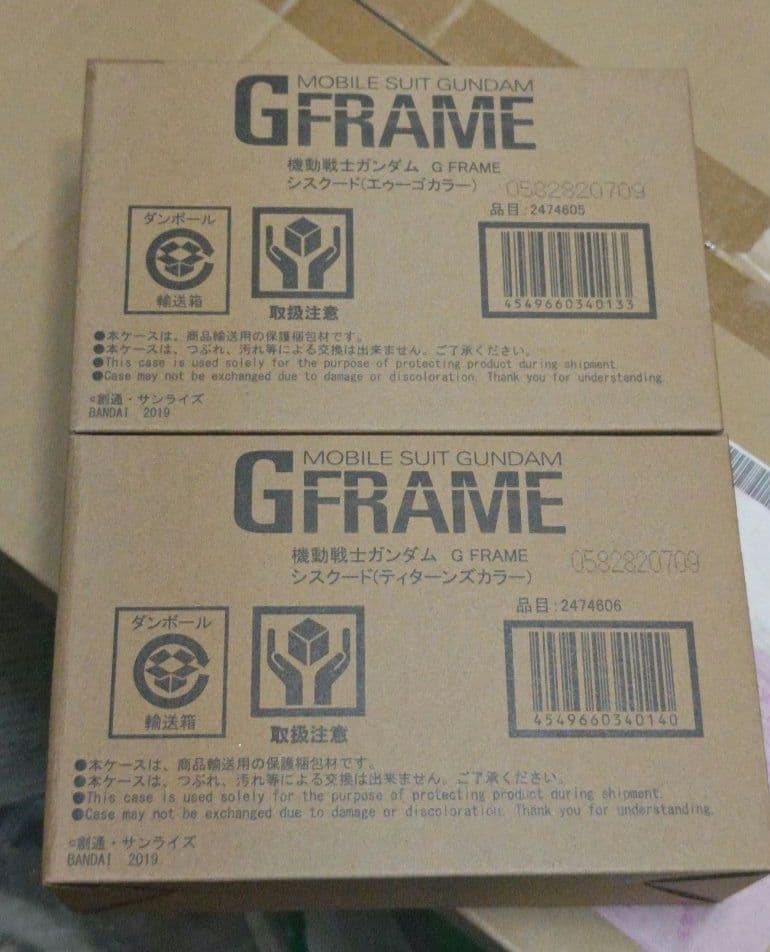 MOBILE SUIT GUNDAM
GFRAME
機動戦士ガンダム G FRAME
シスクード(エゥーゴカラー)
0582820709
品目:2474605
ダンボール
輸送箱
取扱注意
4549660340133
●本ケースは、商品輸送用の保護梱包材です。
●本ケースは、つぶれ、汚れ等による交換は出来ません。ご了承ください。
●This case is used solely for the purpose of protecting product during shipment.
●Case may not be exchanged due to damage or discoloration. Thank you for understanding.
©創通・サンライズ
BANDAI 2019
MOBILE SUIT GUNDAM
GFRAME
機動戦士ガンダム G FRAME
シスクード(ティターンズカラー)
0582820709
品目:2474606
ダンボール
輸送箱
取扱注意
4549660340140
●本ケースは、商品輸送用の保護梱包材です。
●本ケースは、つぶれ、汚れ等による交換は出来ません。ご了承ください。
●This case is used solely for the purpose of protecting product during shipment.
●Case may not be exchanged due to damage or discoloration. Thank you for understanding.
©創通・サンライズ
BANDAI 2019